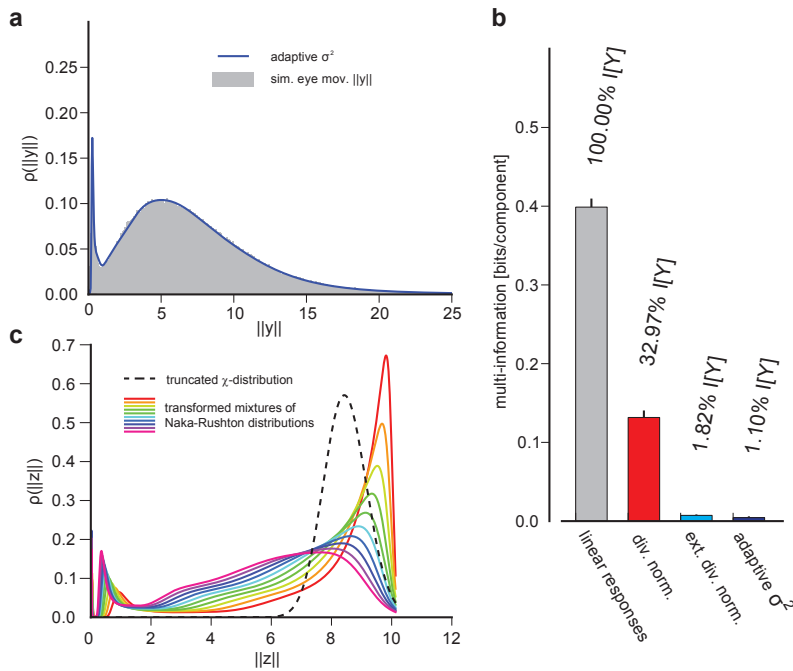 a
0.25
0.20
0.15
0.10
0.05
0.00
ρ(||y||)
0 5 10 15 20 25
||y||
adaptive σ²
sim. eye mov. ||y||
c
0.7
0.6
0.5
0.4
0.3
0.2
0.1
0.0
ρ(||z||)
0 2 4 6 8 10 12
||z||
truncated χ-distribution
transformed mixtures of
Naka-Rushton distributions
b
multi-information [bits/component]
0.5
0.4
0.3
0.2
0.1
0.0
100.00% I[Y]
32.97% I[Y]
1.82% I[Y]
1.10% I[Y]
linear responses
div. norm.
ext. div. norm.
adaptive σ²